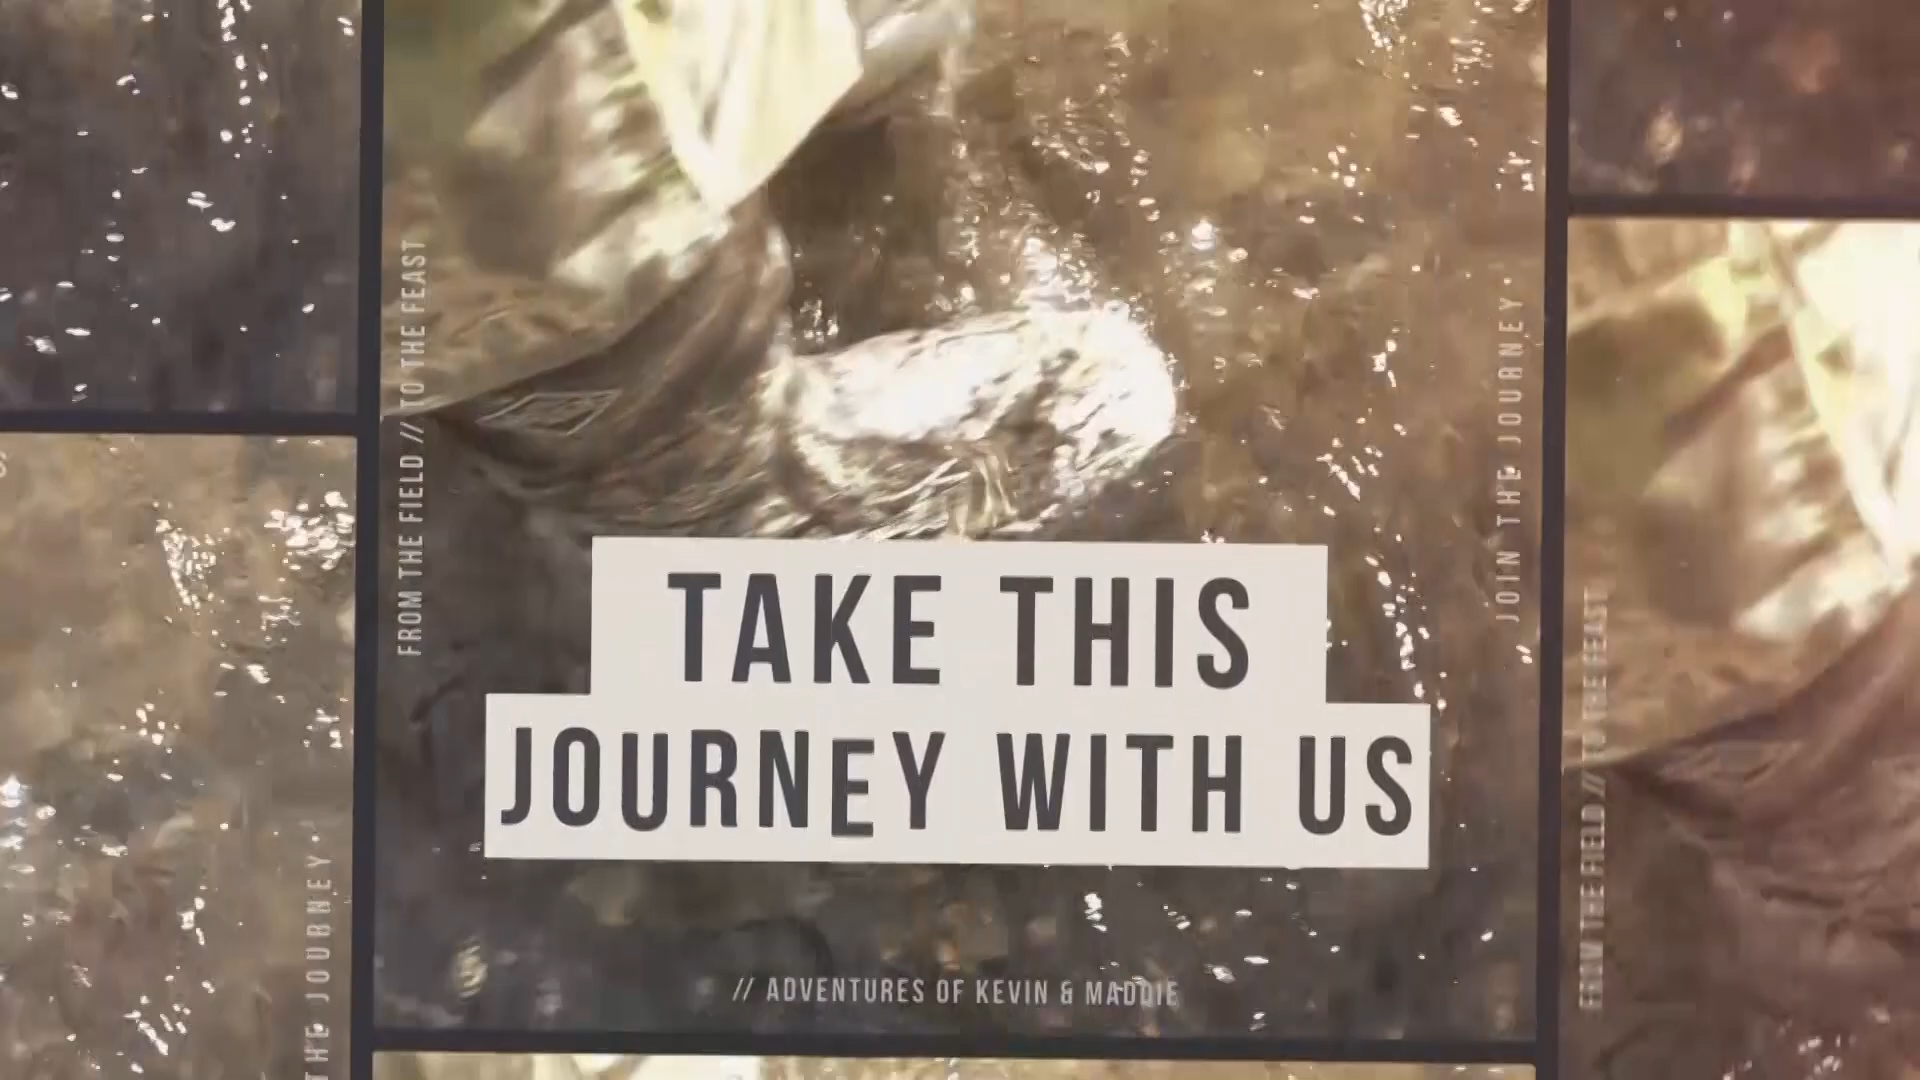 FROM THE FIELD // TO THE FEAST
JOIN THE JOURNEY •
TAKE THIS
JOURNEY WITH US
// ADVENTURES OF KEVIN & MADDIE
THE JOURNEY •
FROM THE FIELD // TO THE FEAST